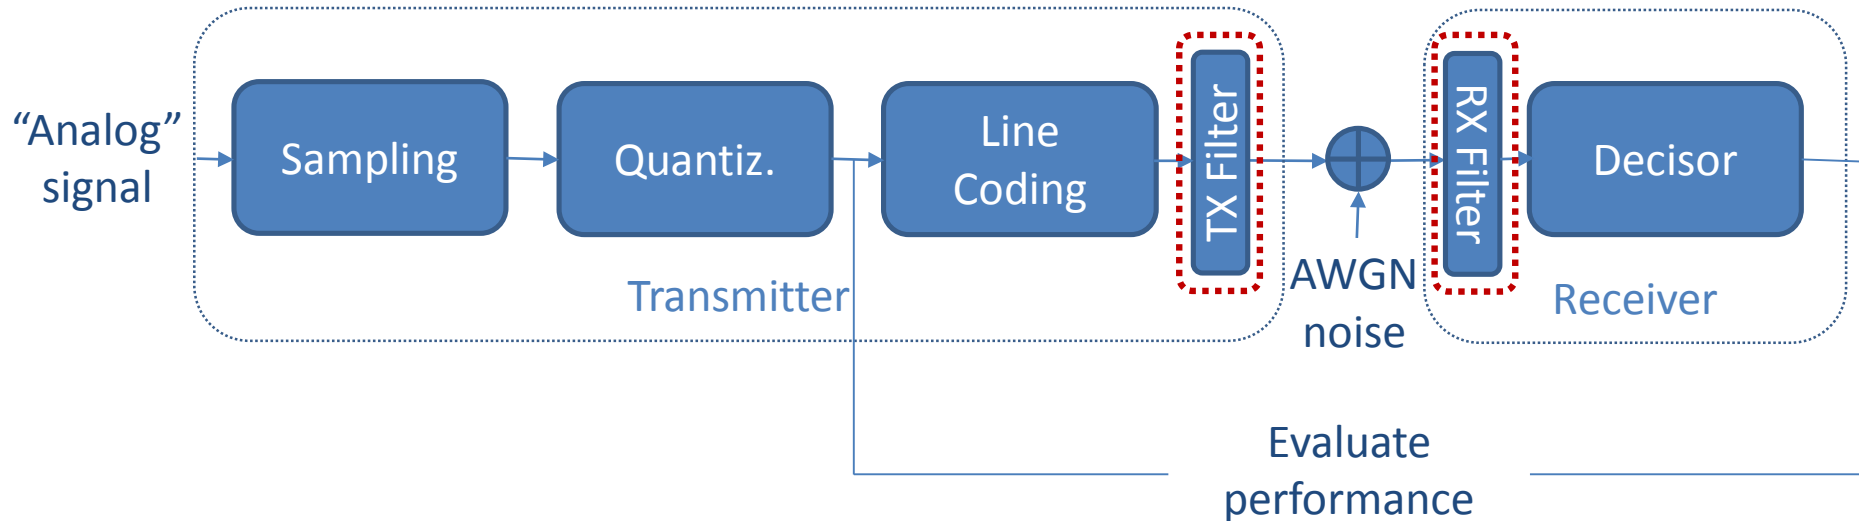 “Analog”
signal
Sampling
Quantiz.
Line
Coding
TX Filter
Transmitter
AWGN
noise
RX Filter
Decisor
Receiver
Evaluate
performance